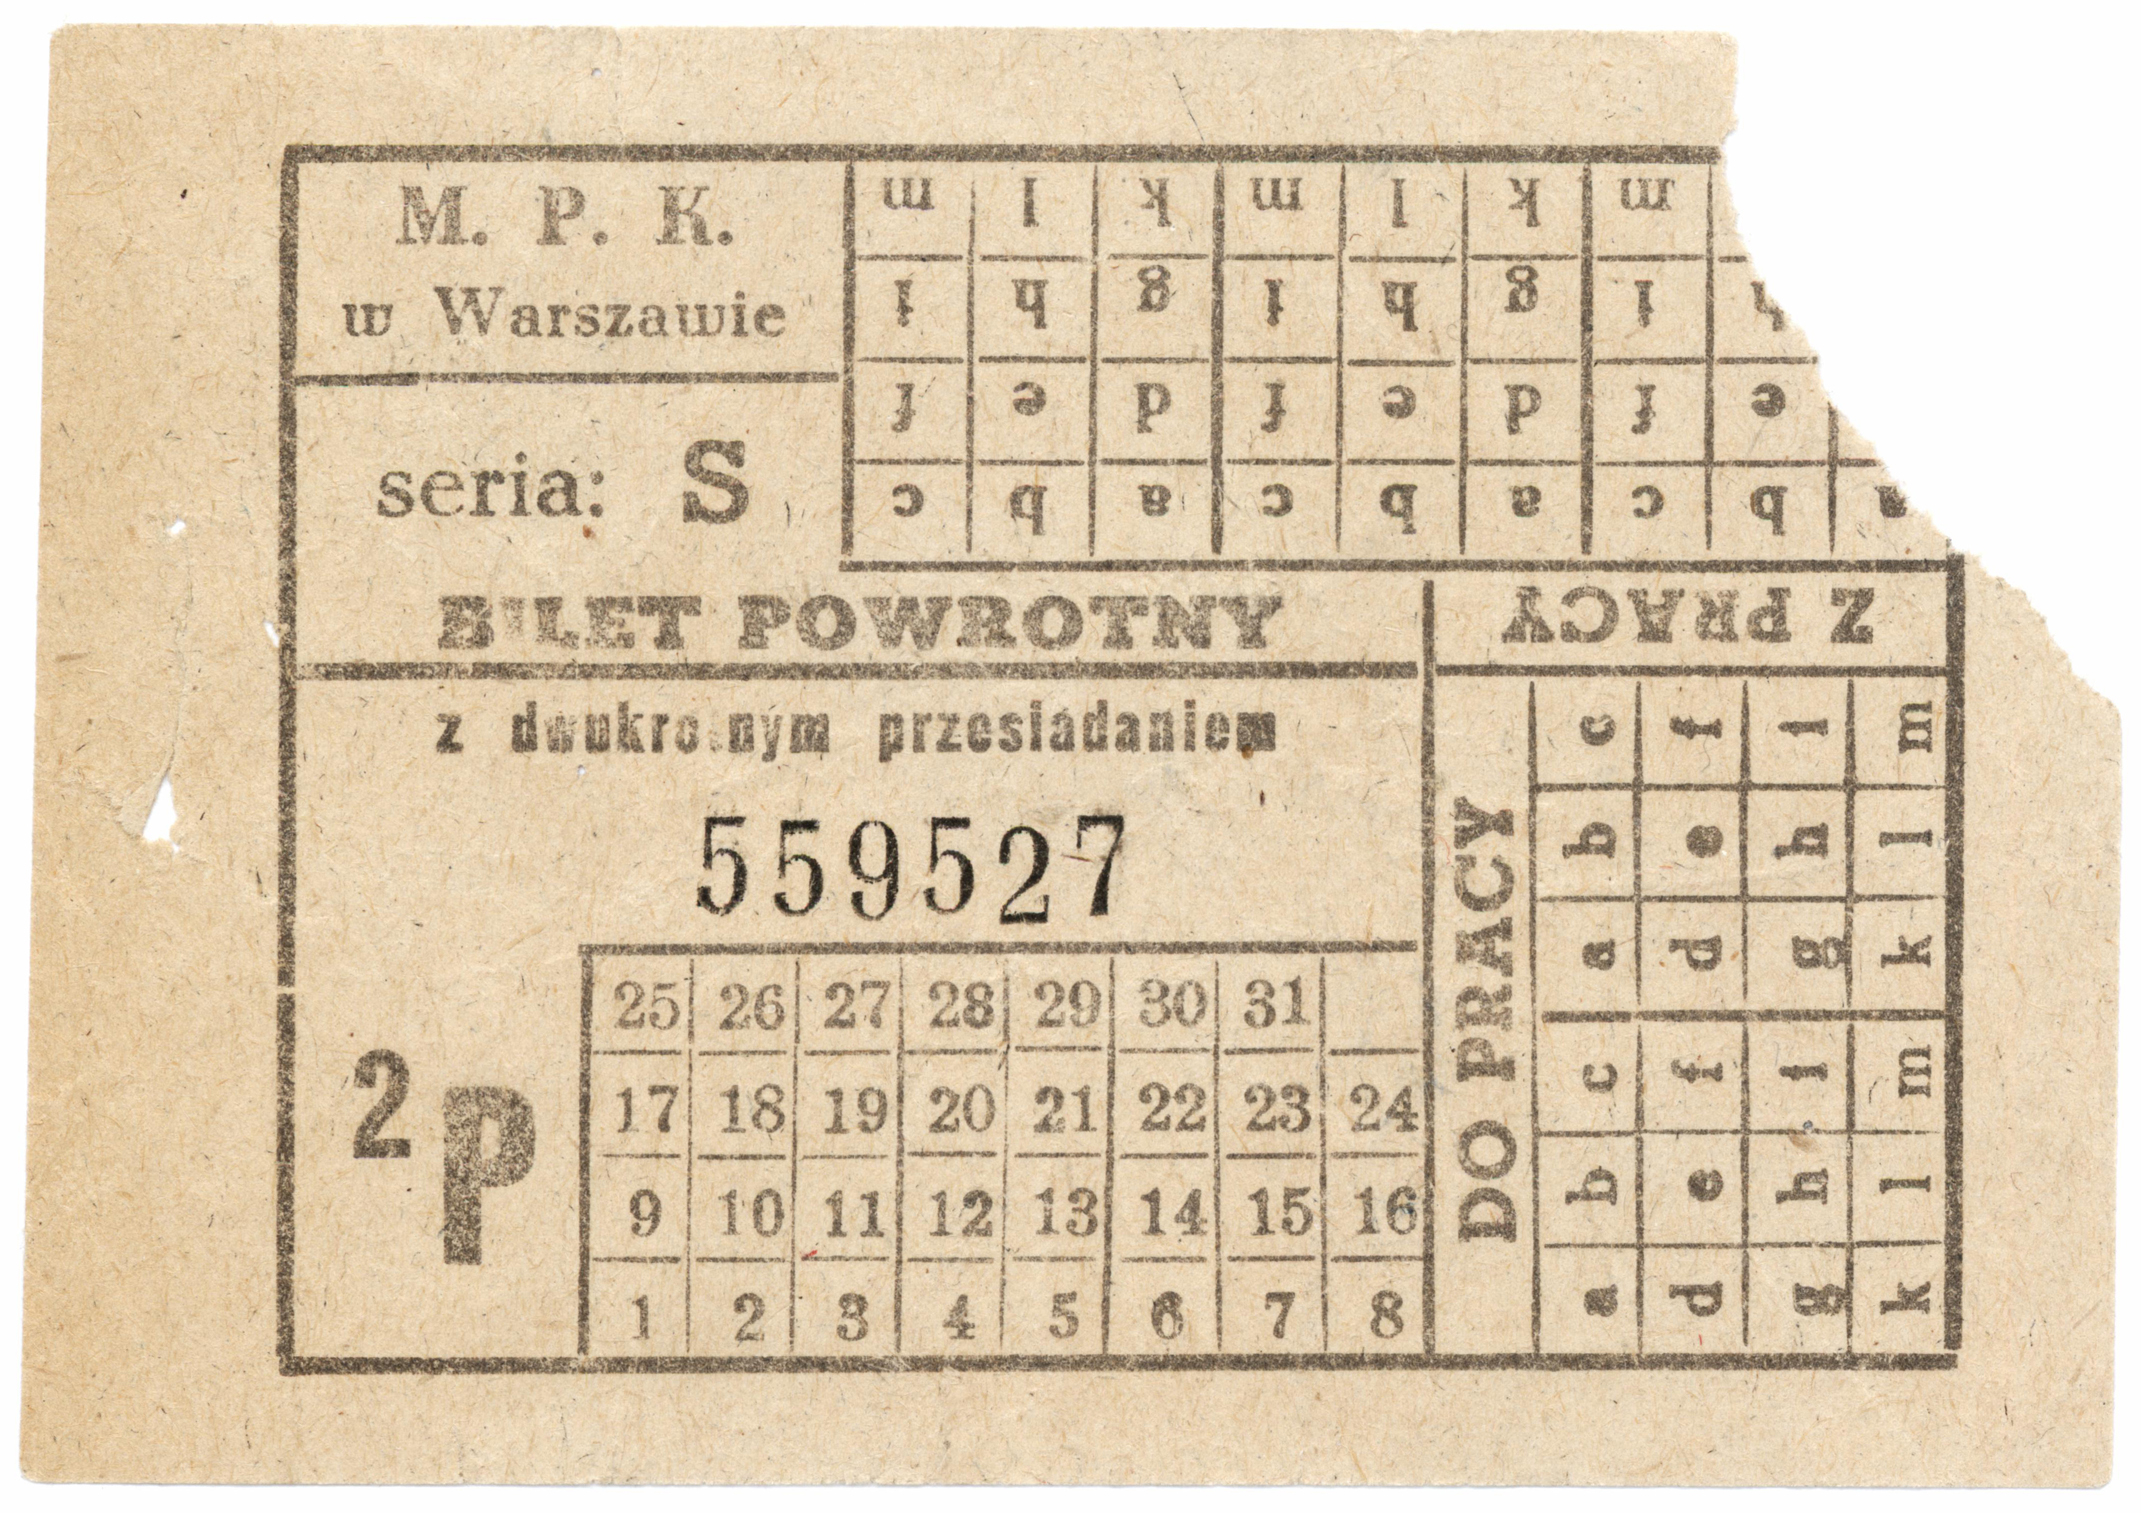 M. P. K.
w Warszawie
seria: S
m l k m l k m
i h g i h g i h
f e d f e d f e
c b a c b a c b a
BILET POWROTNY
Z PRACY
z dwukrotnym przesiadaniem
559527
2 P
25 26 27 28 29 30 31
17 18 19 20 21 22 23 24
9 10 11 12 13 14 15 16
1 2 3 4 5 6 7 8
DO PRACY
c f i m
b e h l
a d g k
c f i m
b e h l
a d g k